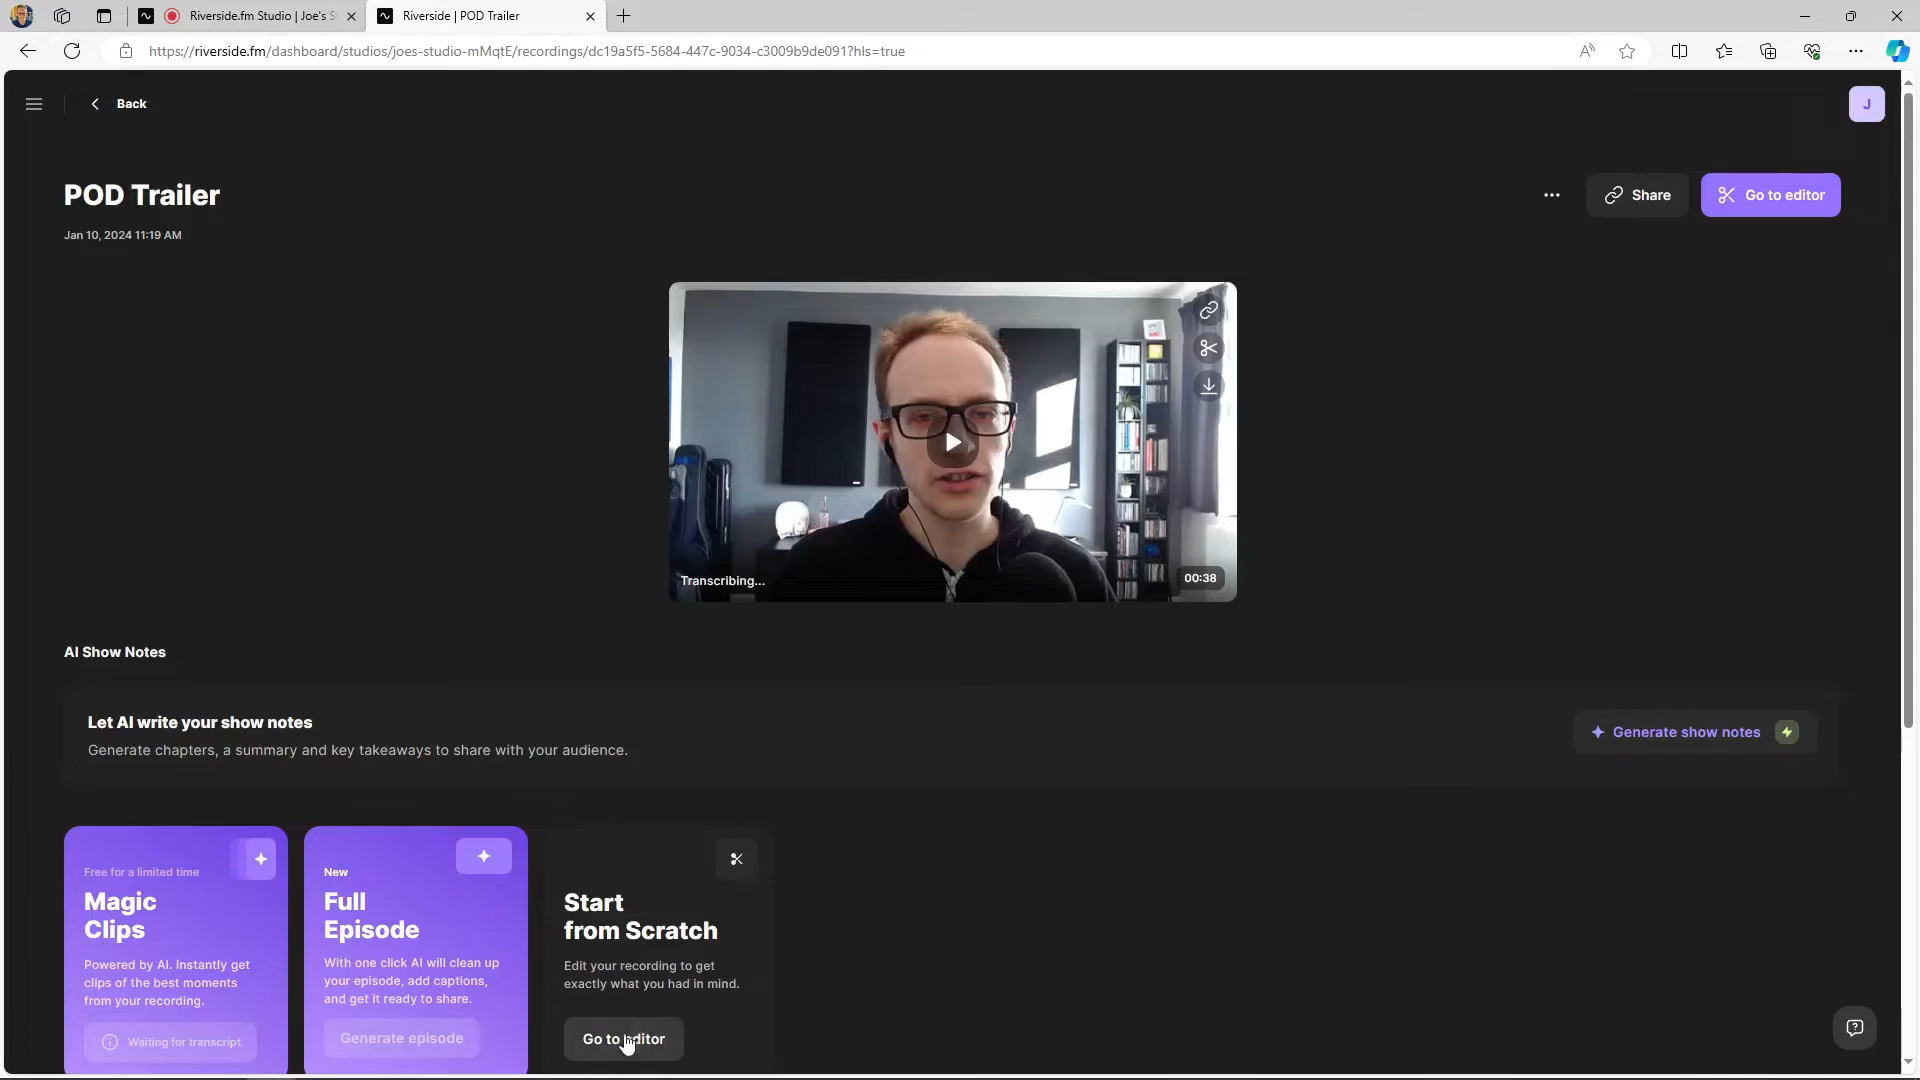 Riverside.fm Studio | Joe's S
Riverside | POD Trailer
https://riverside.fm/dashboard/studios/joes-studio-mMqtE/recordings/dc19a5f5-5684-447c-9034-c3009b9de091?hls=true
Back
J
POD Trailer
Share
Go to editor
Jan 10, 2024 11:19 AM
Transcribing...
00:38
AI Show Notes
Let AI write your show notes
Generate chapters, a summary and key takeaways to share with your audience.
Generate show notes
Free for a limited time
Magic
Clips
Powered by AI. Instantly get
clips of the best moments
from your recording.
Waiting for transcript
New
Full
Episode
With one click AI will clean up
your episode, add captions,
and get it ready to share.
Generate episode
Start
from Scratch
Edit your recording to get
exactly what you had in mind.
Go to editor